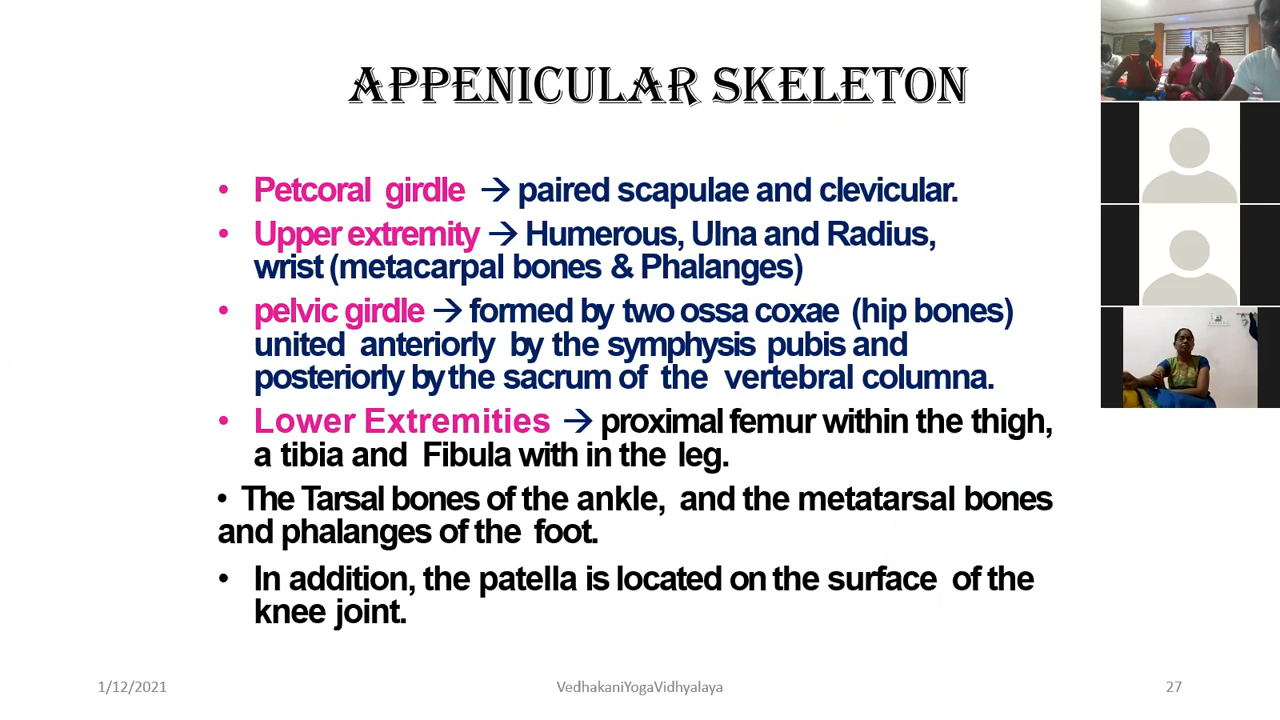 APPENICULAR SKELETON
• Petcoral girdle → paired scapulae and clevicular.
• Upper extremity → Humerous, Ulna and Radius,
wrist (metacarpal bones & Phalanges)
• pelvic girdle → formed by two ossa coxae (hip bones)
united anteriorly by the symphysis pubis and
posteriorly by the sacrum of the vertebral columna.
• Lower Extremities → proximal femur within the thigh,
a tibia and Fibula with in the leg.
• The Tarsal bones of the ankle, and the metatarsal bones
and phalanges of the foot.
• In addition, the patella is located on the surface of the
knee joint.
1/12/2021
VedhakaniYogaVidhyalaya
27